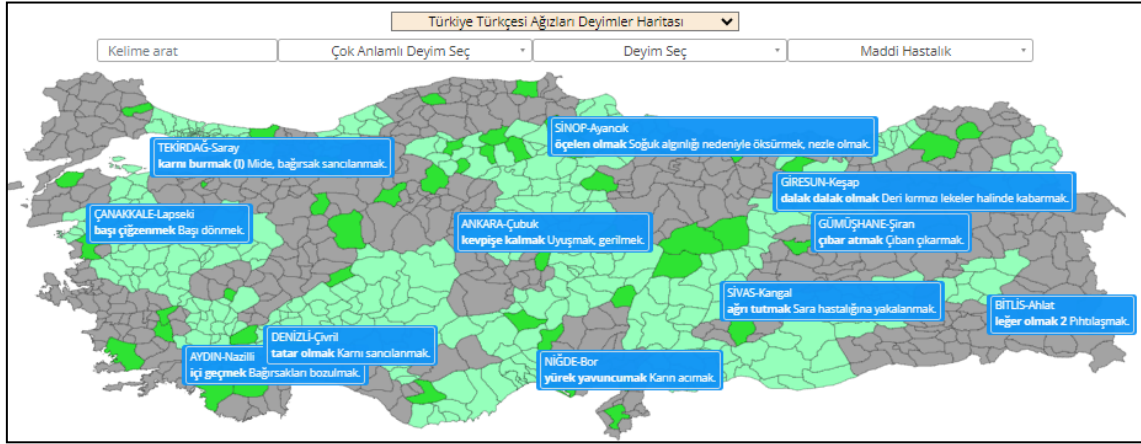 Türkiye Türkçesi Ağızları Deyimler Haritası
Kelime arat
Çok Anlamlı Deyim Seç
Deyim Seç
Maddi Hastalık
SİNOP-Ayancık
öçelen olmak Soğuk algınlığı nedeniyle öksürmek, nezle olmak.
TEKİRDAĞ-Saray
karnı burmak (I) Mide, bağırsak sancılanmak.
GİRESUN-Keşap
dalak dalak olmak Deri kırmızı lekeler halinde kabarmak.
ÇANAKKALE-Lapseki
başı çiğzenmek Başı dönmek.
ANKARA-Çubuk
kevpişe kalmak Uyuşmak, gerilmek.
GÜMÜŞHANE-Şiran
çıbar atmak Çıban çıkarmak.
SİVAS-Kangal
ağrı tutmak Sara hastalığına yakalanmak.
BİTLİS-Ahlat
leğer olmak 2 Pıhtılaşmak.
DENİZLİ-Çivril
tatar olmak Karnı sancılanmak.
AYDIN-Nazilli
içi geçmek Bağırsakları bozulmak.
NİĞDE-Bor
yürek yavuncumak Karın acımak.